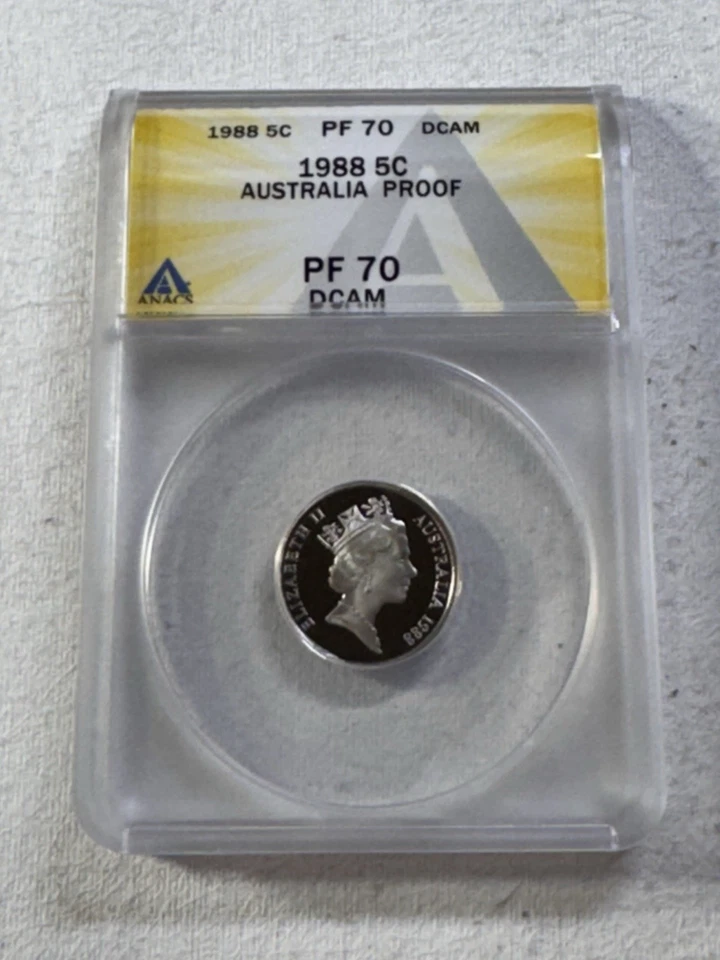 1988 5C PF 70 DCAM
1988 5C
AUSTRALIA PROOF
PF 70
DCAM
ANACS
ELIZABETH II
AUSTRALIA 1988